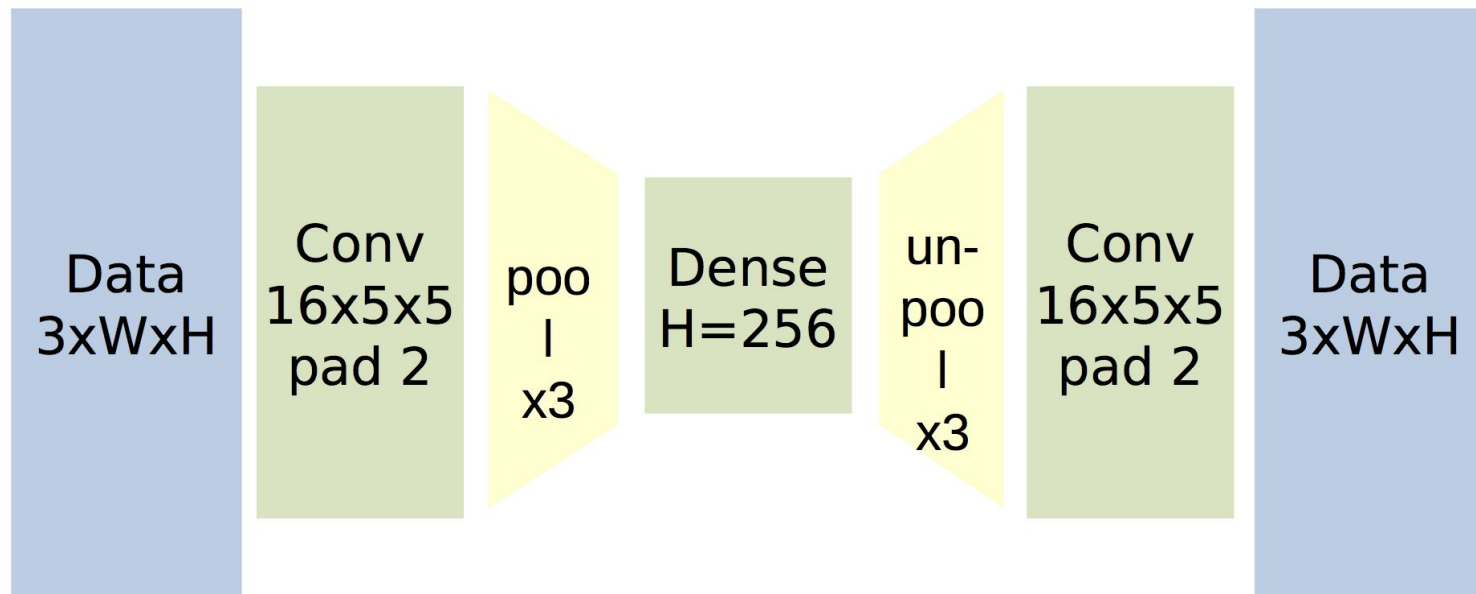 Data
3xWxH
Conv
16x5x5
pad 2
poo
l
x3
Dense
H=256
un-
poo
l
x3
Conv
16x5x5
pad 2
Data
3xWxH